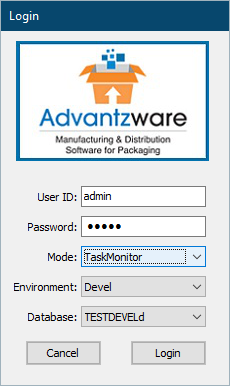 Login
Advantzware
Manufacturing & Distribution
Software for Packaging
User ID: admin
Password: •••••
Mode: TaskMonitor
Environment: Devel
Database: TESTDEVELd
Cancel Login